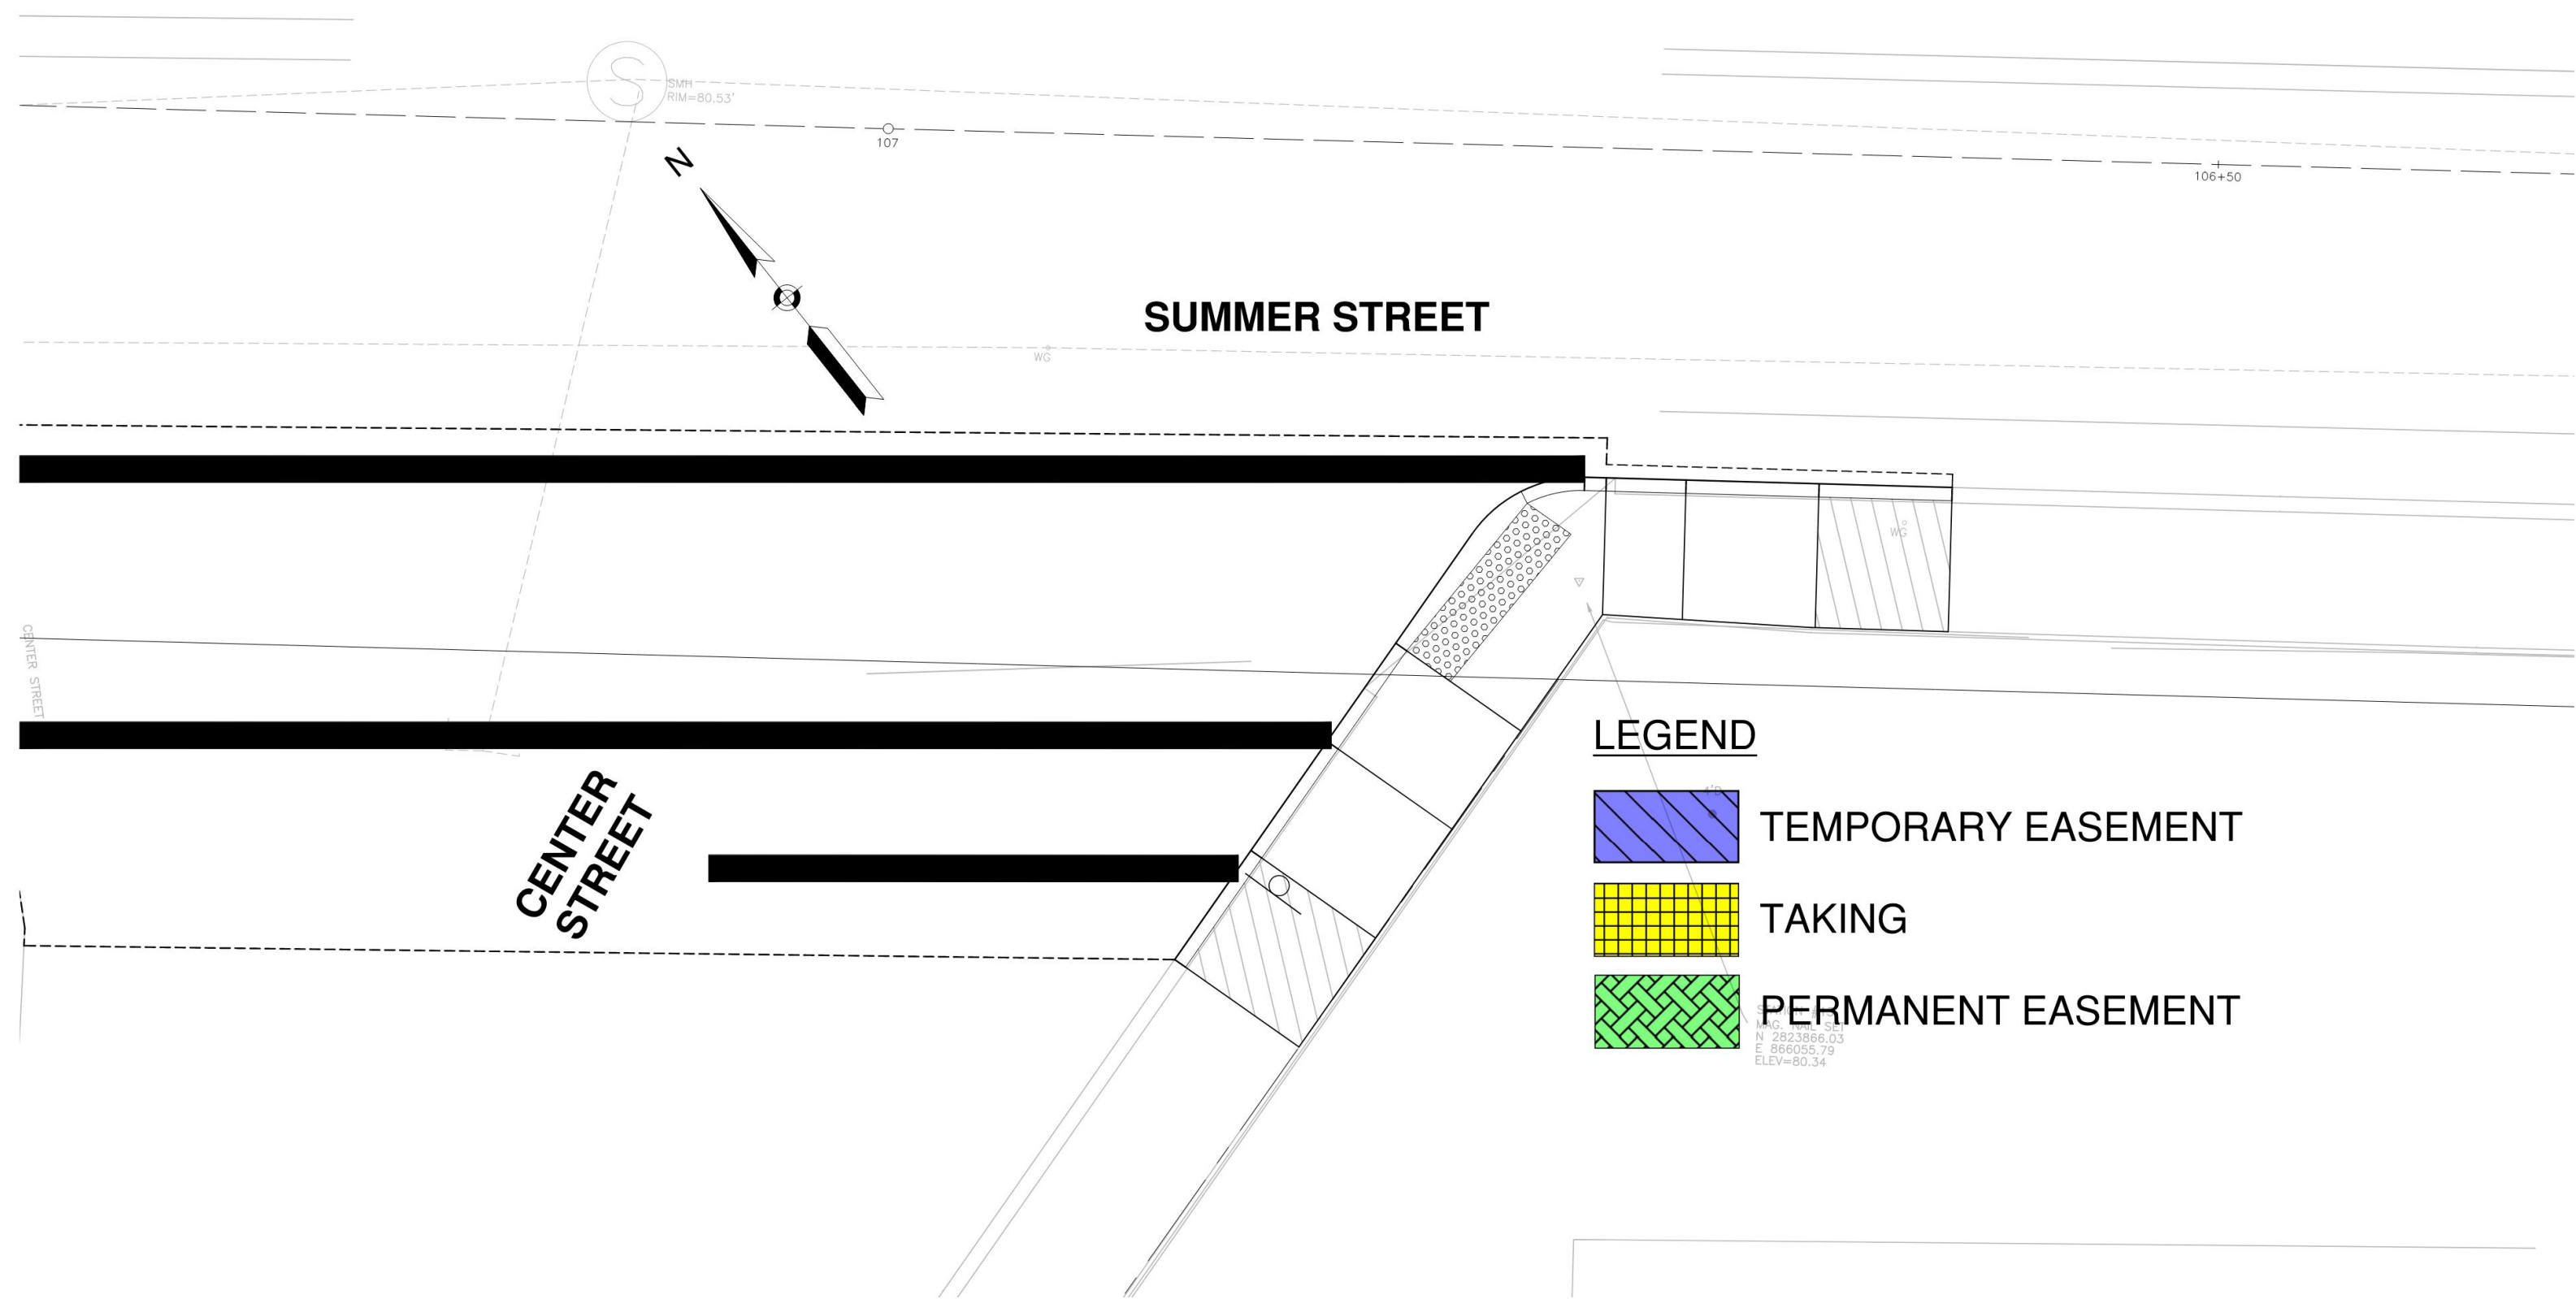 SMH
RIM=80.53'
107
106+50
N
SUMMER STREET
WG
WG
CENTER STREET
LEGEND
CENTER
STREET
TEMPORARY EASEMENT
TAKING
PERMANENT EASEMENT
MAG. NAIL SET
N 2823866.03
E 866055.79
ELEV=80.34
S